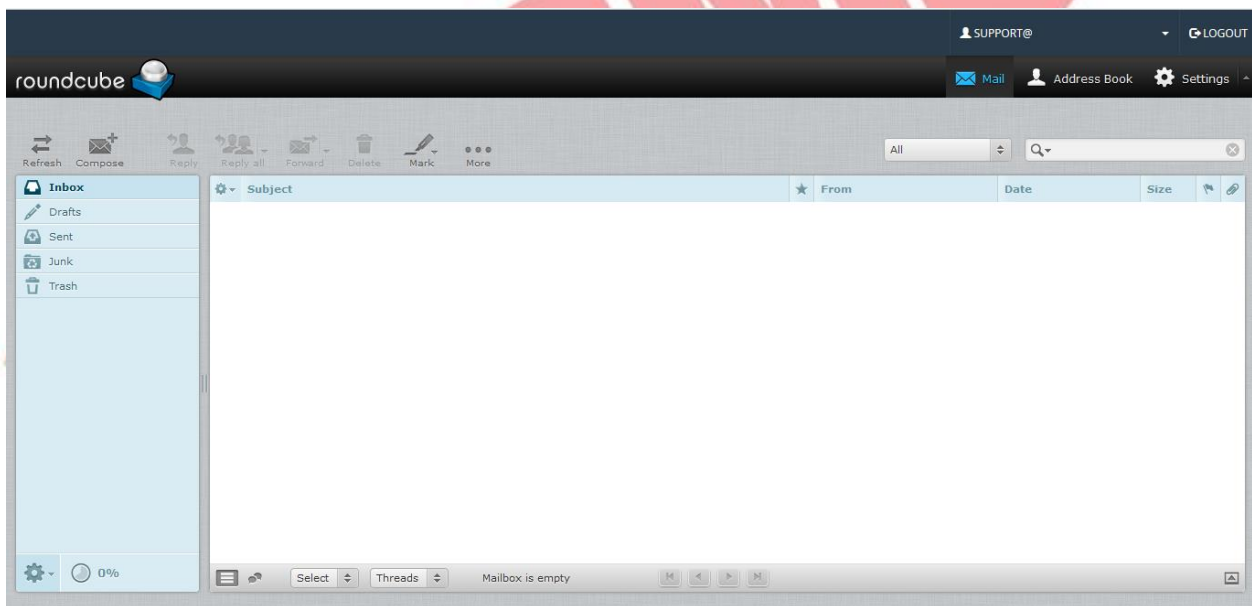 SUPPORT@ LOGOUT
roundcube Mail Address Book Settings
Refresh Compose Reply Reply all Forward Delete Mark More All
Inbox Subject From Date Size
Drafts
Sent
Junk
Trash
0% Select Threads Mailbox is empty